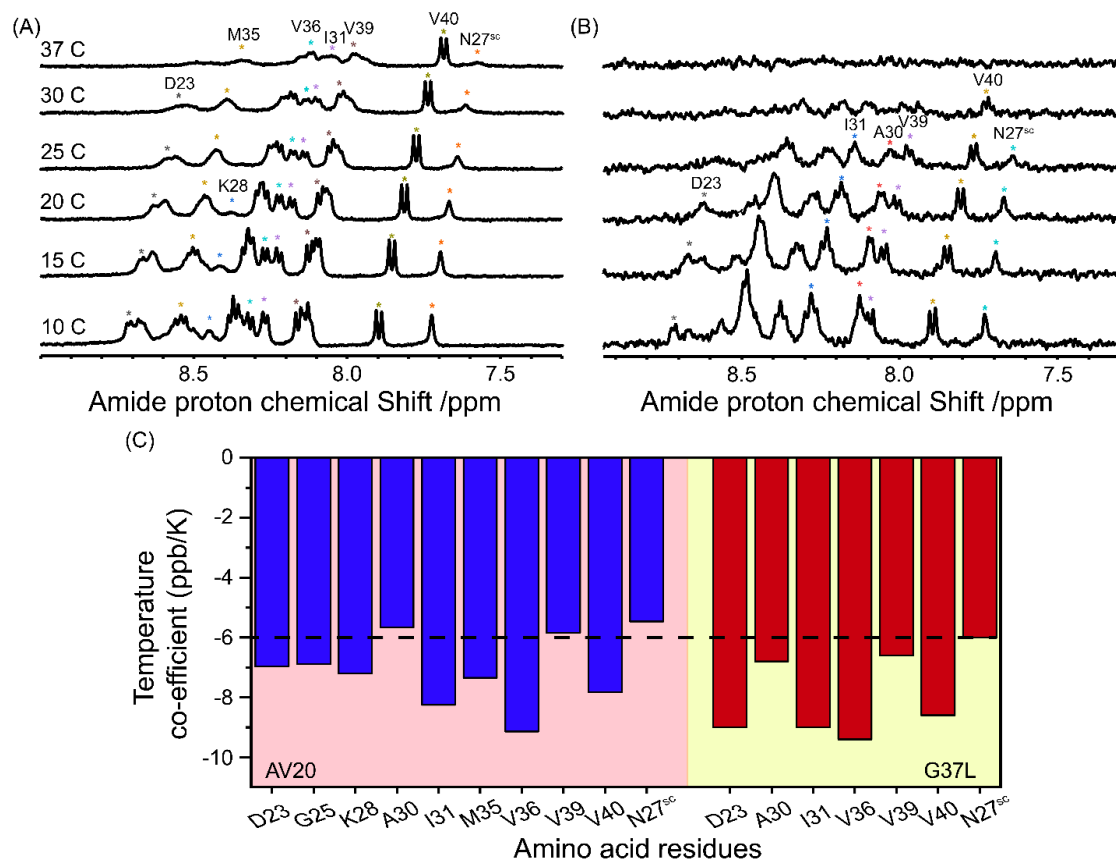 (A)
37 C
M35
V36
I31
V39
V40
N27sc
30 C
D23
25 C
20 C
K28
15 C
10 C
8.5
8.0
7.5
Amide proton chemical Shift /ppm
(B)
V40
I31
A30
V39
N27sc
D23
8.5
8.0
7.5
Amide proton chemical Shift /ppm
(C)
0
-2
-4
-6
-8
-10
Temperature
co-efficient (ppb/K)
AV20
G37L
D23
G25
K28
A30
I31
M35
V36
V39
V40
N27sc
D23
A30
I31
V36
V39
V40
N27sc
Amino acid residues